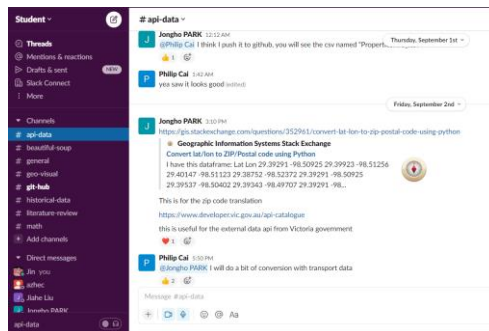 Student
Threads
Mentions & reactions
Drafts & sent NEW
Slack Connect
More
Channels
# api-data
# beautiful-soup
# general
# geo-visual
# git-hub
# historical-data
# literature-review
# math
+ Add channels
Direct messages
Jin you
azhec
Jiahe Liu
Jongho PARK
api-data
# api-data
Jongho PARK 12:12 AM
Thursday, September 1st
@Philip Cai I think I push it to github, you will see the csv named "Properti
1
Philip Cai 1:42 AM
yea saw it looks good (edited)
Friday, September 2nd
Jongho PARK 3:10 PM
https://gis.stackexchange.com/questions/352961/convert-lat-lon-to-zip-postal-code-using-python
Geographic Information Systems Stack Exchange
Convert lat/lon to ZIP/Postal code using Python
I have this dataframe: Lat Lon 29.39291 -98.50925 29.39923 -98.51256
29.40147 -98.51123 29.38752 -98.52372 29.39291 -98.50925
29.39537 -98.50402 29.39343 -98.49707 29.39291 -98...
This is for the zip code translation
https://www.developer.vic.gov.au/api-catalogue
this is useful for the external data api from Victoria government
1
Philip Cai 5:50 PM
@Jongho PARK I will do a bit of conversion with transport data
2
Message #api-data
Aa